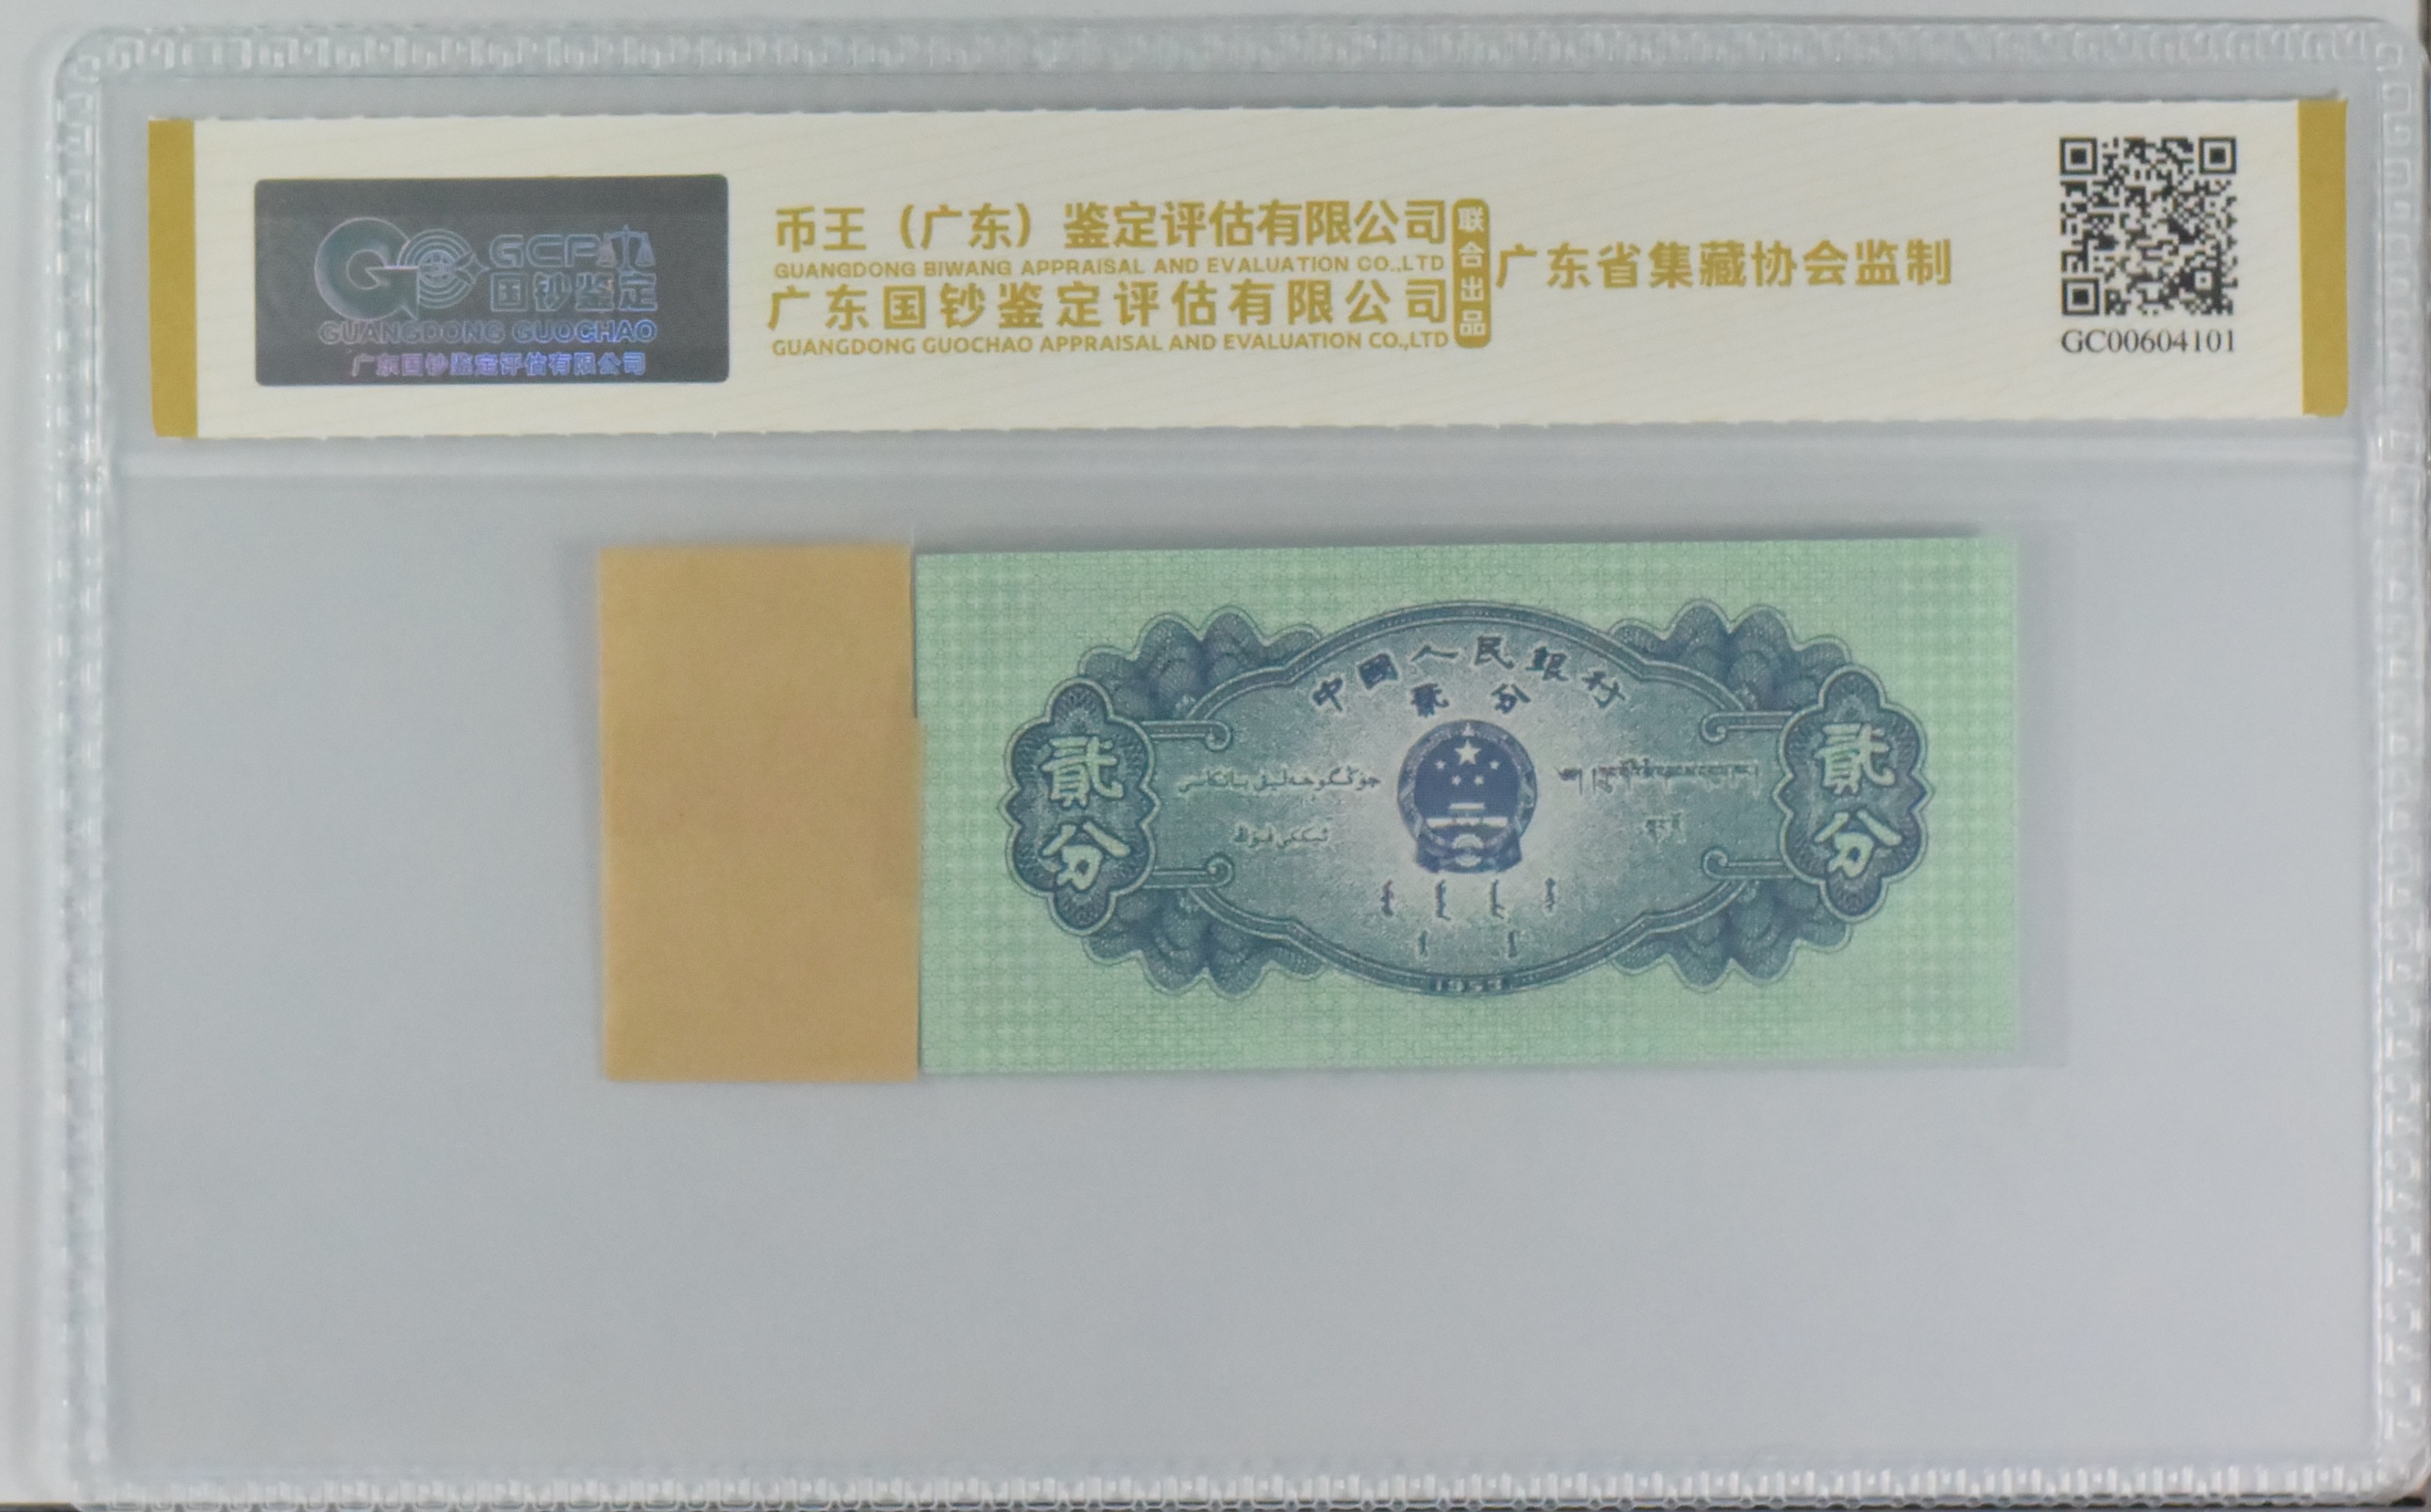 GCPA
国钞鉴定
GUANGDONG GUOCHAO
广东国钞鉴定评估有限公司
币王（广东）鉴定评估有限公司
GUANGDONG BIWANG APPRAISAL AND EVALUATION CO.,LTD
广东国钞鉴定评估有限公司
GUANGDONG GUOCHAO APPRAISAL AND EVALUATION CO.,LTD
联合出品
广东省集藏协会监制
GC00604101
中國人民銀行
貳分
貳分
貳分
1953